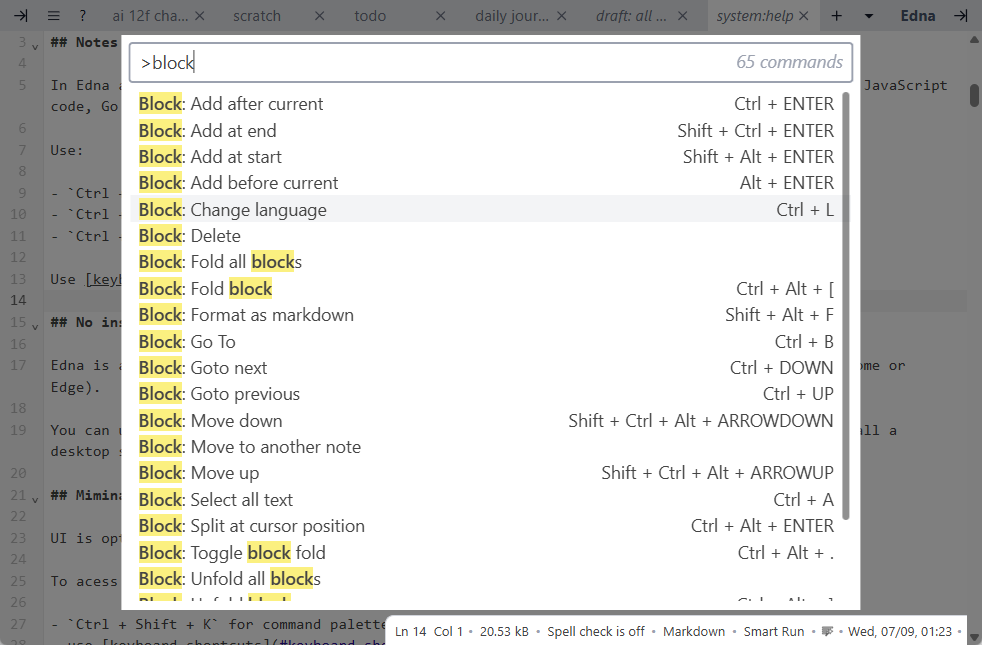 ai 12f cha... scratch todo daily jour... draft: all ... system:help Edna
3 ## Notes
>block 65 commands
4
5 In Edna a JavaScript
code, Go
6
7 Use:
8
9 - `Ctrl
10 - `Ctrl
11 - `Ctrl
12
13 Use [keyb
14
15 ## No ins
16
17 Edna is a ome or
Edge).
18
19 You can all a
desktop s
20
21 ## Mimima
22
23 UI is opt
24
25 To acess
26
Block: Add after current Ctrl + ENTER
Block: Add at end Shift + Ctrl + ENTER
Block: Add at start Shift + Alt + ENTER
Block: Add before current Alt + ENTER
Block: Change language Ctrl + L
Block: Delete
Block: Fold all blocks
Block: Fold block Ctrl + Alt + [
Block: Format as markdown Shift + Alt + F
Block: Go To Ctrl + B
Block: Goto next Ctrl + DOWN
Block: Goto previous Ctrl + UP
Block: Move down Shift + Ctrl + Alt + ARROWDOWN
Block: Move to another note
Block: Move up Shift + Ctrl + Alt + ARROWUP
Block: Select all text Ctrl + A
Block: Split at cursor position Ctrl + Alt + ENTER
Block: Toggle block fold Ctrl + Alt + .
Block: Unfold all blocks
Block: Unfold block Ctrl + Alt + ]
27 - `Ctrl + Shift + K` for command palette
28 - use [keyboard shortcuts](#keyboard-sho
Ln 14 Col 1 • 20.53 kB • Spell check is off • Markdown • Smart Run • Wed, 07/09, 01:23 •